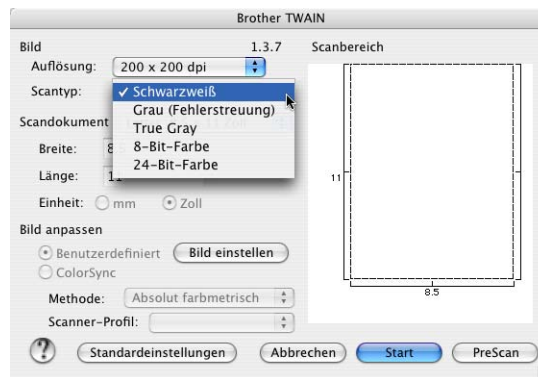 Brother TWAIN
Bild 1.3.7 Scanbereich
Auflösung: 200 x 200 dpi
Scantyp: ✓ Schwarzweiß
Grau (Fehlerstreuung)
True Gray
8-Bit-Farbe
24-Bit-Farbe
Scandokument
Breite: 8
Länge: 11
Einheit: mm Zoll
11
8.5
Bild anpassen
Benutzerdefiniert Bild einstellen
ColorSync
Methode: Absolut farbmetrisch
Scanner-Profil:
? Standardeinstellungen Abbrechen Start PreScan